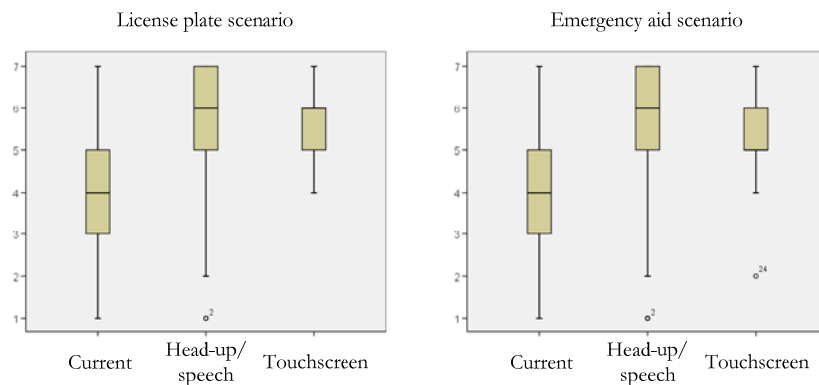 License plate scenario
7
6
5
4
3
2
1
2
Current
Head-up/
speech
Touchscreen
Emergency aid scenario
7
6
5
4
3
2
1
24
2
Current
Head-up/
speech
Touchscreen